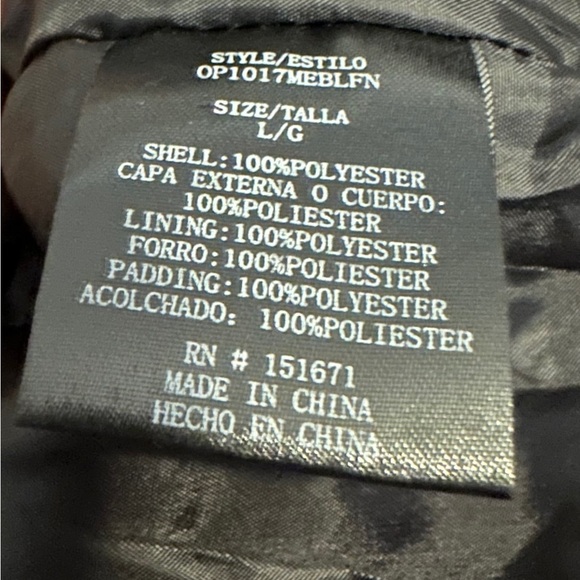 STYLE/ESTILO
OP1017MEBLFN
SIZE/TALLA
L/G
SHELL:100%POLYESTER
CAPA EXTERNA O CUERPO:
100%POLIESTER
LINING:100%POLYESTER
FORRO:100%POLIESTER
PADDING:100%POLYESTER
ACOLCHADO: 100%POLIESTER
RN # 151671
MADE IN CHINA
HECHO EN CHINA